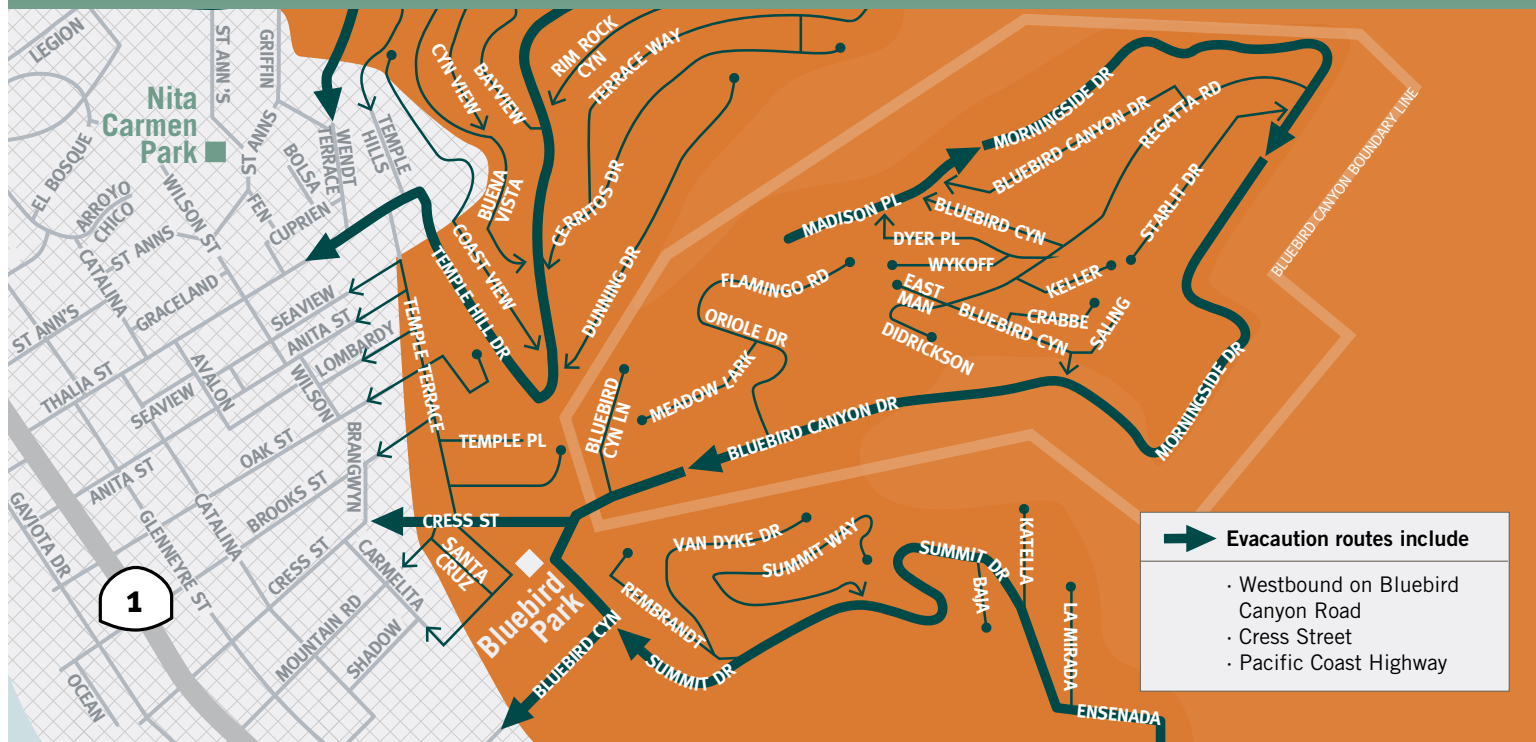 LEGION
ST ANN'S
GRIFFIN
Nita
Carmen
Park
EL BOSQUE
ARROYO
CHICO
WILSON ST
ST ANNS
FEN
BOLSA
WENDT
TERRACE
CUPRIEN
TEMPLE
HILLS
ST ANNS
CATALINA
ST ANN'S
GRACELAND
SEAVIEW
ANITA ST
LOMBARDY
THALIA ST
SEAVIEW
AVALON
WILSON
BRANGWYN
OAK ST
ANITA ST
BROOKS ST
CATALINA
GLENNEYRE ST
GAVIOTA DR
CRESS ST
CARMELITA
MOUNTAIN RD
SHADOW
OCEAN
1
CYN VIEW
BAYVIEW
RIM ROCK
CYN
TERRACE WAY
BUENA
VISTA
COAST VIEW
CERRITOS DR
DUNNING DR
TEMPLE HILL DR
TEMPLE TERRACE
TEMPLE PL
CRESS ST
SANTA
CRUZ
Bluebird
Park
BLUEBIRD CYN
BLUEBIRD
CYN LN
MEADOW LARK
ORIOLE DR
FLAMINGO RD
MADISON PL
MORNINGSIDE DR
BLUEBIRD CANYON DR
REGATTA RD
STARLIT DR
BLUEBIRD CYN
DYER PL
WYKOFF
KELLER
EAST
MAN
BLUEBIRD CYN
CRABBE
SALING
DIDRICKSON
BLUEBIRD CANYON DR
MORNINGSIDE DR
BLUEBIRD CANYON BOUNDARY LINE
VAN DYKE DR
SUMMIT WAY
REMBRANDT
SUMMIT DR
SUMMIT DR
BAJA
KATELLA
LA MIRADA
ENSENADA
Evacaution routes include
· Westbound on Bluebird
Canyon Road
· Cress Street
· Pacific Coast Highway